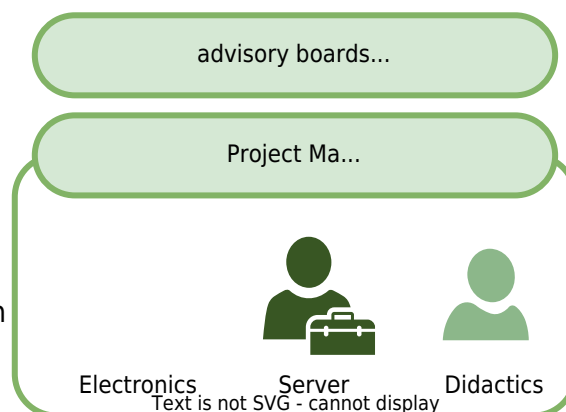 advisory boards...
Project Ma...
n
Electronics Server Didactics
Text is not SVG - cannot display